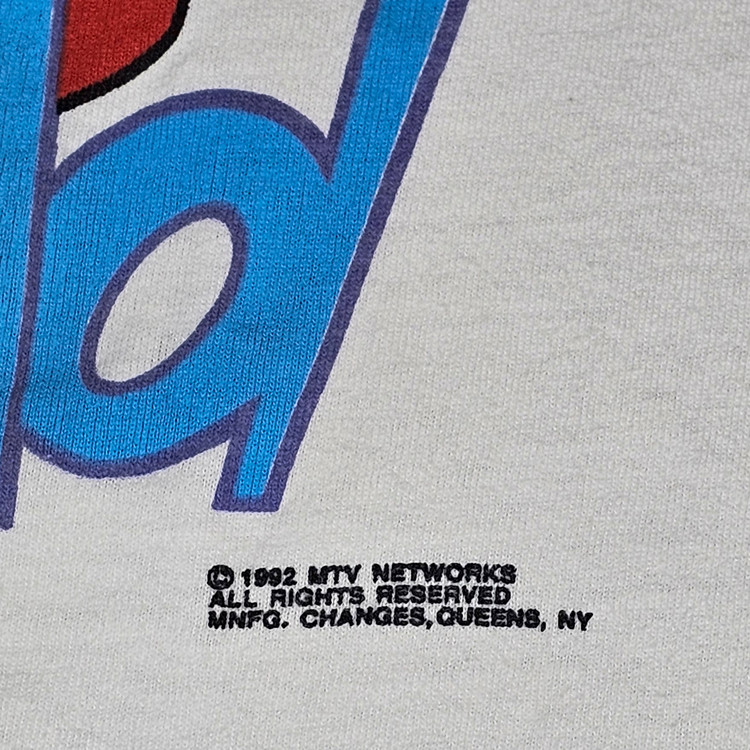 d
© 1992 MTV NETWORKS
ALL RIGHTS RESERVED
MNFG. CHANGES, QUEENS, NY